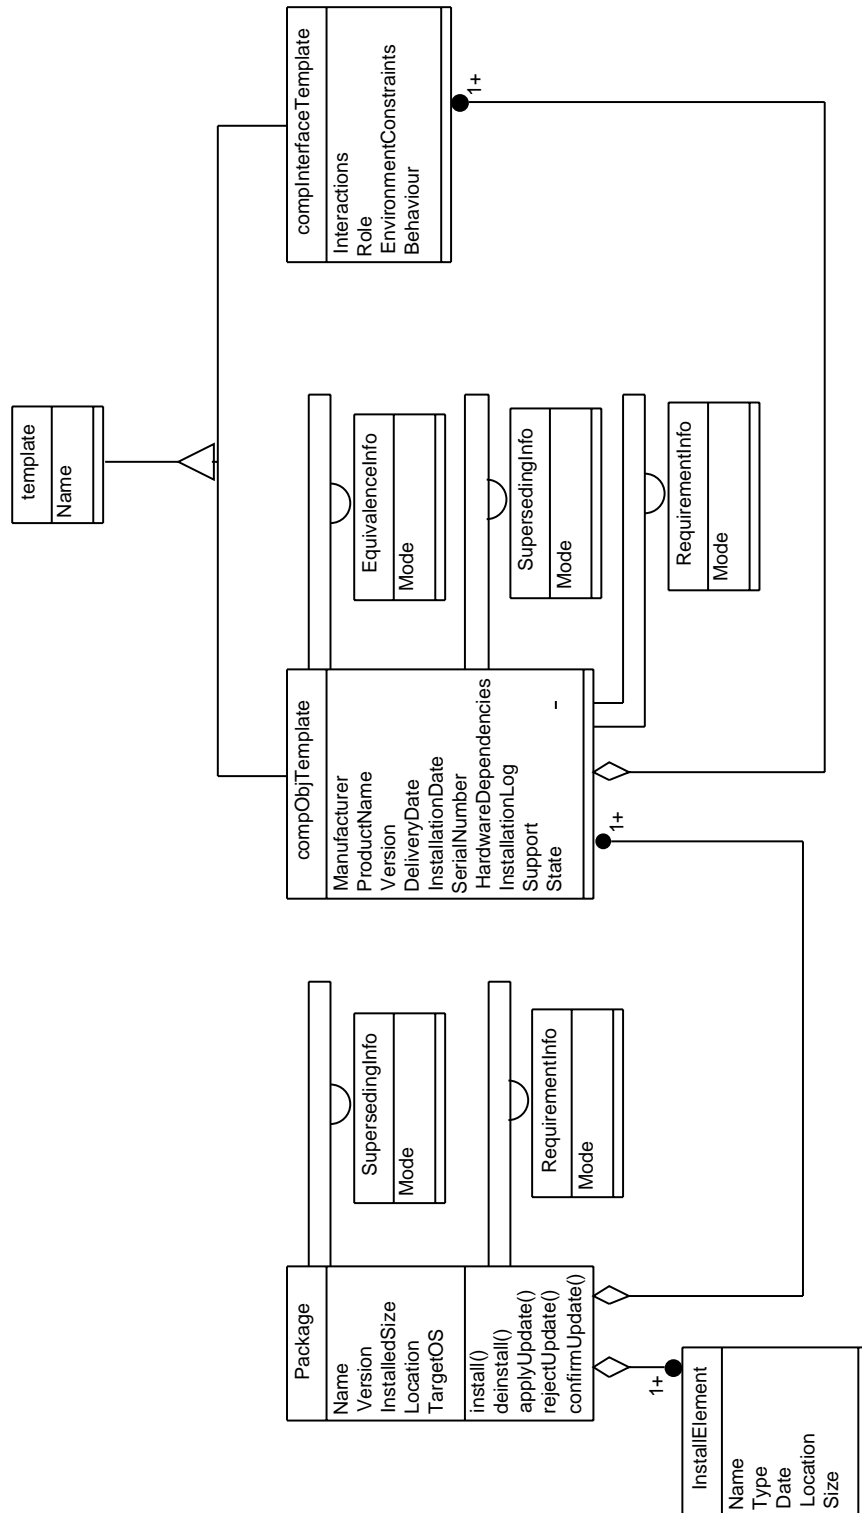 template
Name
compInterfaceTemplate
Interactions
Role
EnvironmentConstraints
Behaviour
1+
compObjTemplate
Manufacturer
ProductName
Version
DeliveryDate
InstallationDate
SerialNumber
HardwareDependencies
InstallationLog
Support
State
1+
EquivalenceInfo
Mode
SupersedingInfo
Mode
RequirementInfo
Mode
Package
Name
Version
InstalledSize
Location
TargetOS
install()
deinstall()
applyUpdate()
rejectUpdate()
confirmUpdate()
SupersedingInfo
Mode
RequirementInfo
Mode
1+
InstallElement
Name
Type
Date
Location
Size